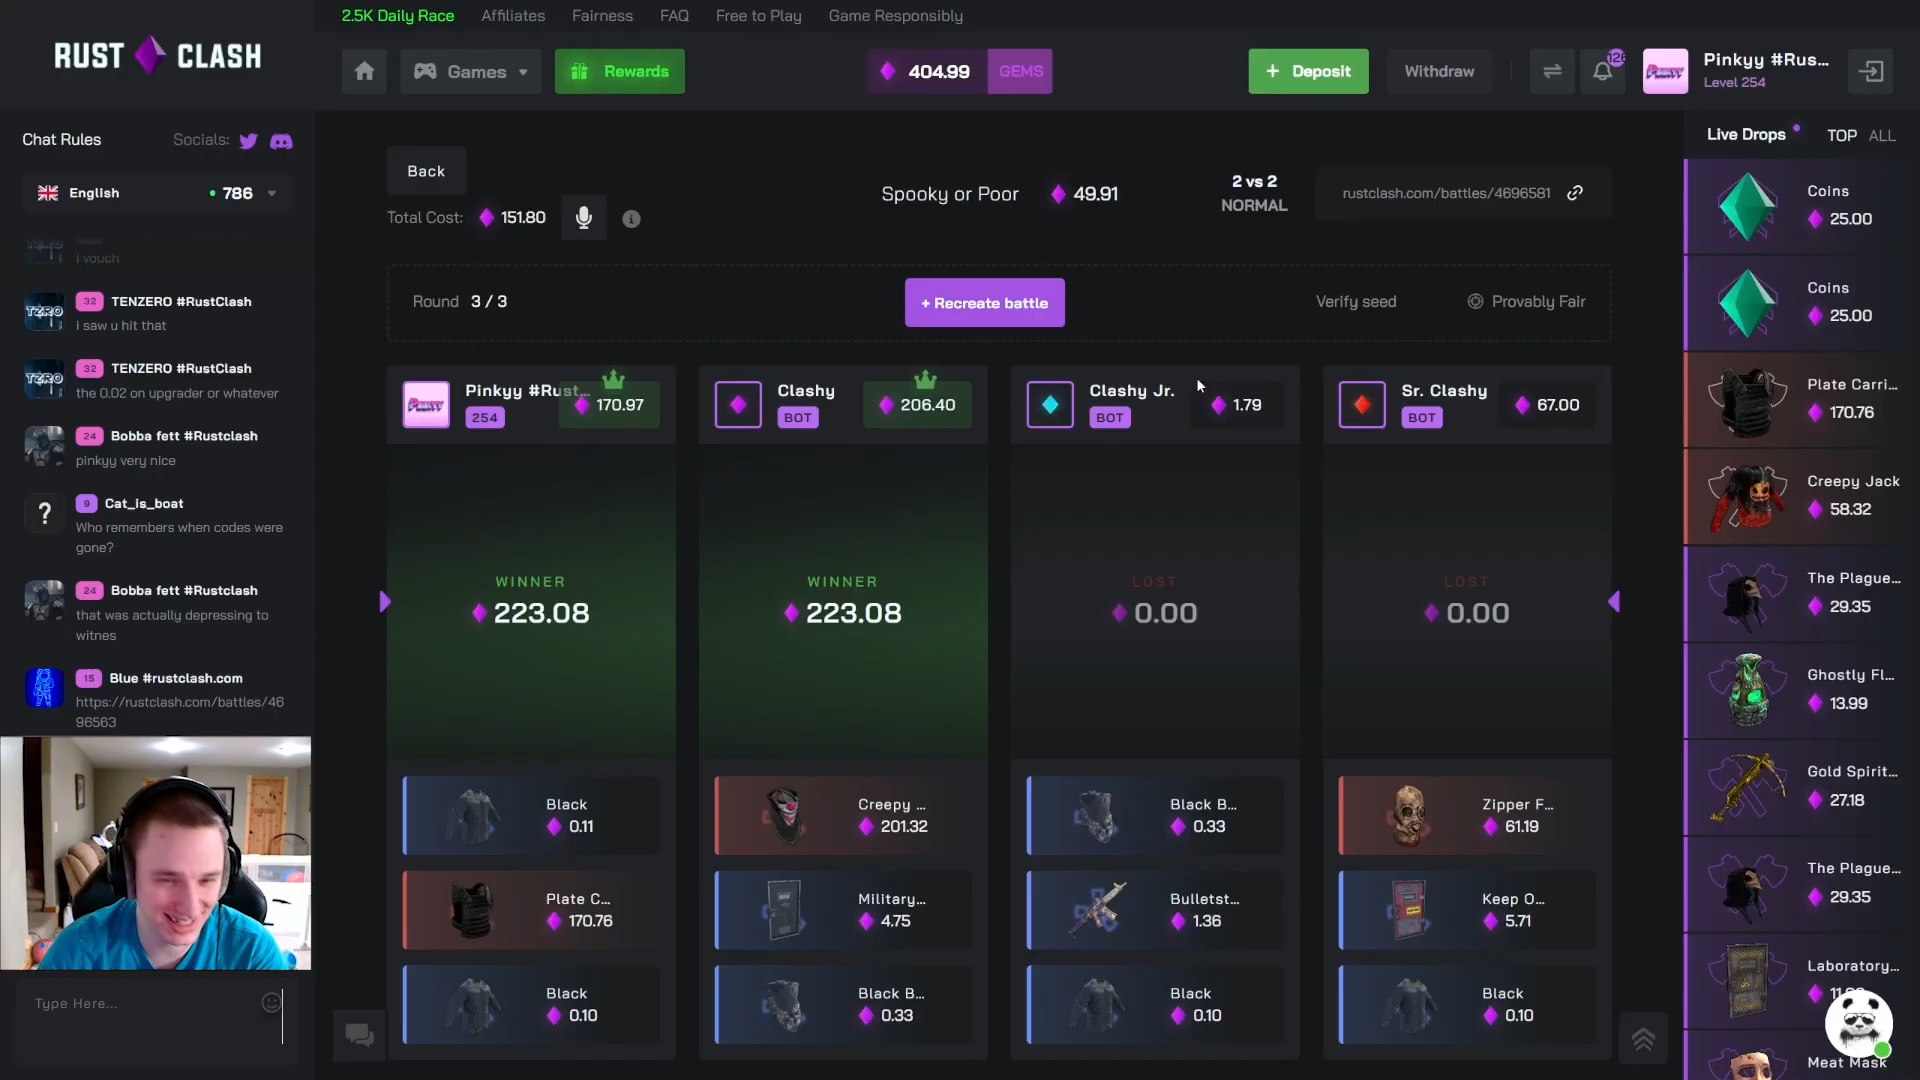 2.5K Daily Race
Affiliates
Fairness
FAQ
Free to Play
Game Responsibly
RUST CLASH
Games
Rewards
404.99
GEMS
+ Deposit
Withdraw
Pinkyy #Rus...
Level 254
Chat Rules
Socials:
English
786
i vouch
32 TENZERO #RustClash
i saw u hit that
32 TENZERO #RustClash
the 0.02 on upgrader or whatever
24 Bobba fett #Rustclash
pinkyy very nice
9 Cat_is_boat
Who remembers when codes were
gone?
24 Bobba fett #Rustclash
that was actually depressing to
witnes
15 Blue #rustclash.com
https://rustclash.com/battles/46
96563
Type Here...
Back
Total Cost: 151.80
Spooky or Poor 49.91
2 vs 2
NORMAL
rustclash.com/battles/4696581
Round 3 / 3
+ Recreate battle
Verify seed
Provably Fair
Pinkyy #Rust...
254
170.97
WINNER
223.08
Black
0.11
Plate C...
170.76
Black
0.10
Clashy
BOT
206.40
WINNER
223.08
Creepy ...
201.32
Military...
4.75
Black B...
0.33
Clashy Jr.
BOT
1.79
LOST
0.00
Black B...
0.33
Bulletst...
1.36
Black
0.10
Sr. Clashy
BOT
67.00
LOST
0.00
Zipper F...
61.19
Keep O...
5.71
Black
0.10
Live Drops
TOP
ALL
Coins
25.00
Coins
25.00
Plate Carri...
170.76
Creepy Jack
58.32
The Plague...
29.35
Ghostly Fl...
13.99
Gold Spirit...
27.18
The Plague...
29.35
Laboratory...
Meat Mask